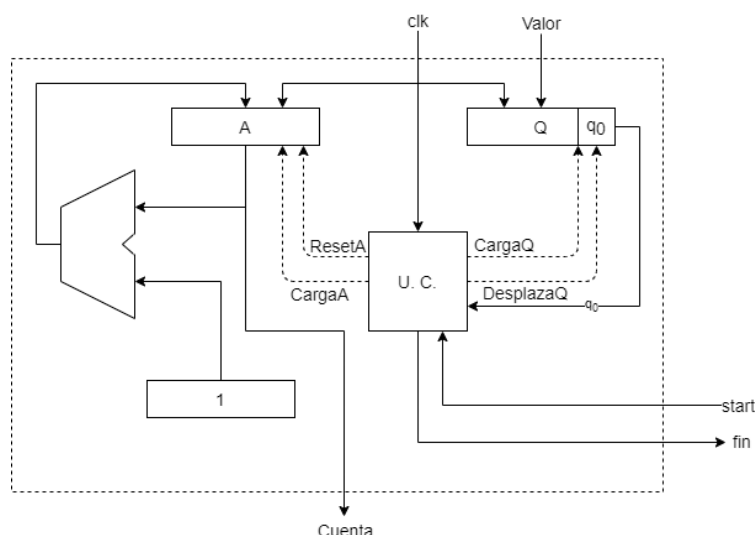 clk
Valor
A
Q
q0
ResetA
CargaQ
U. C.
CargaA
DesplazaQ
q0
1
start
fin
Cuenta